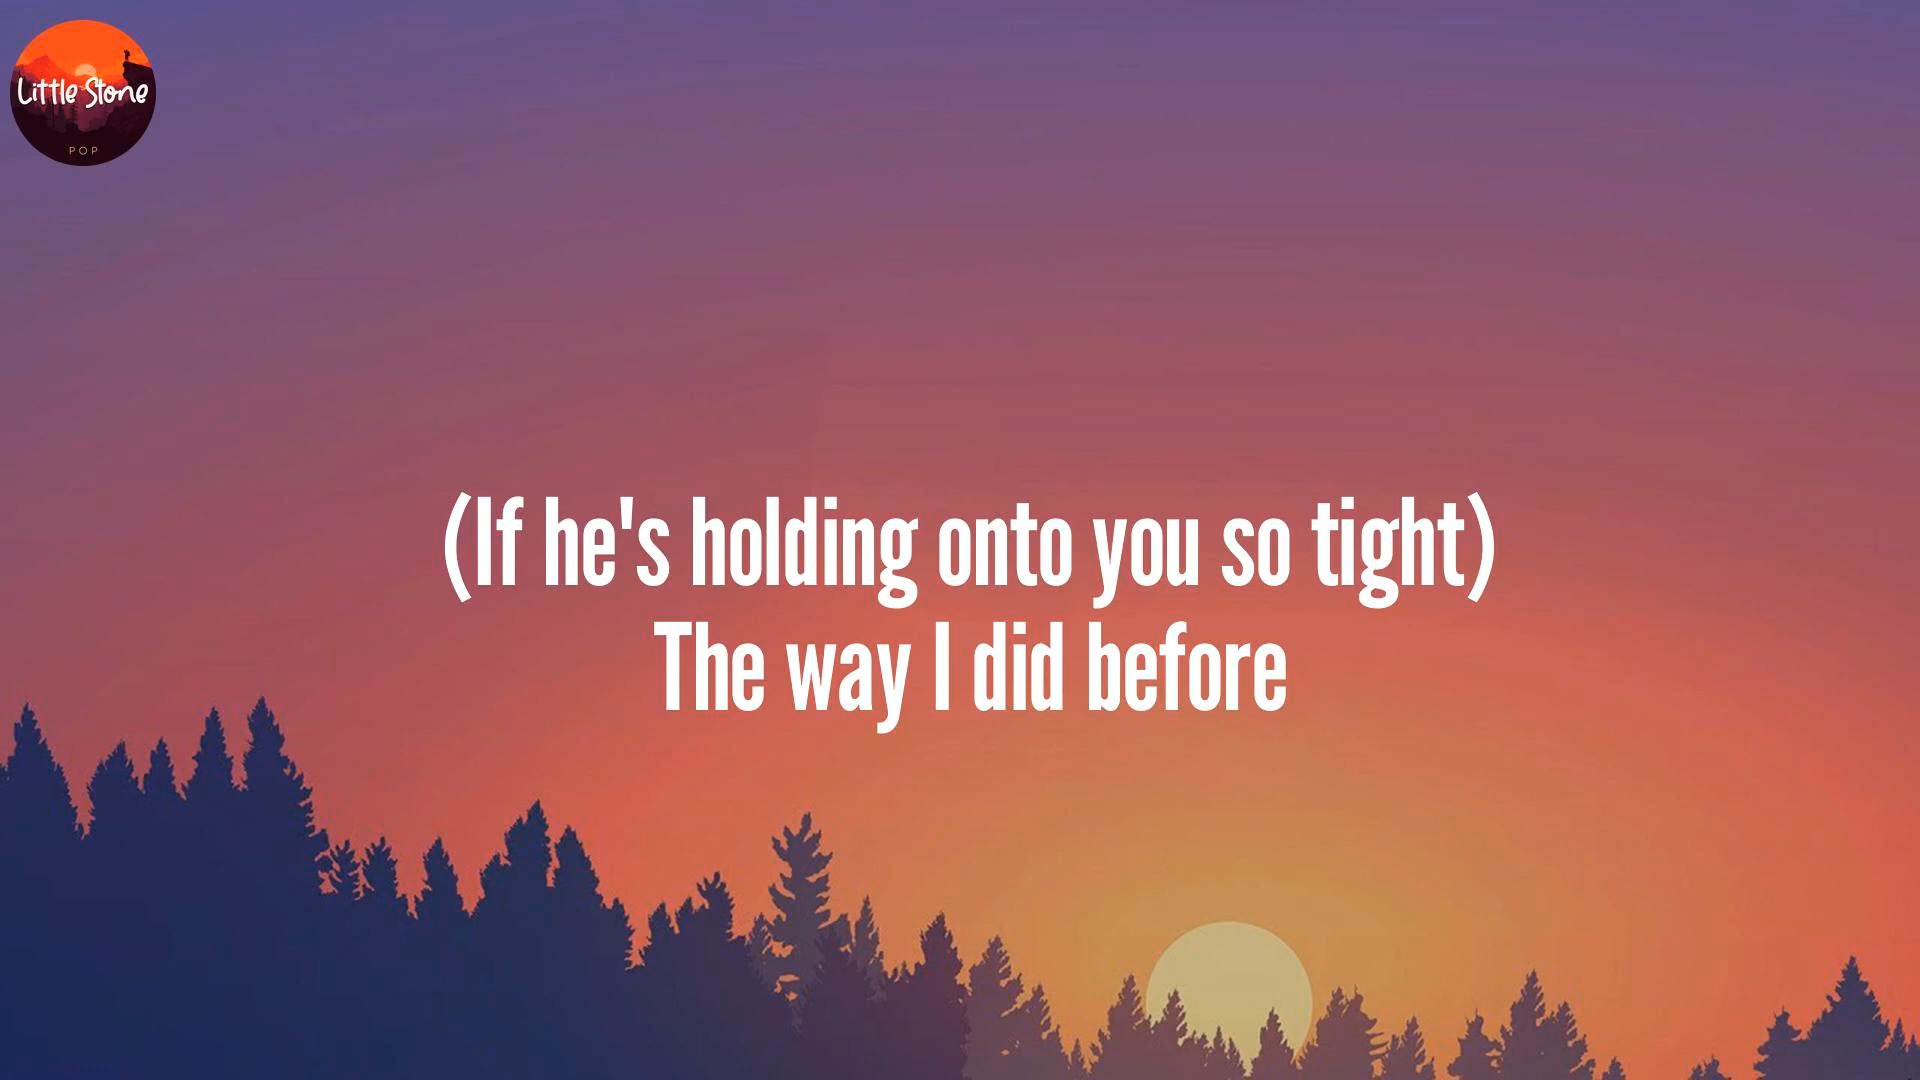 Little Stone
POP
(If he's holding onto you so tight)
The way I did before